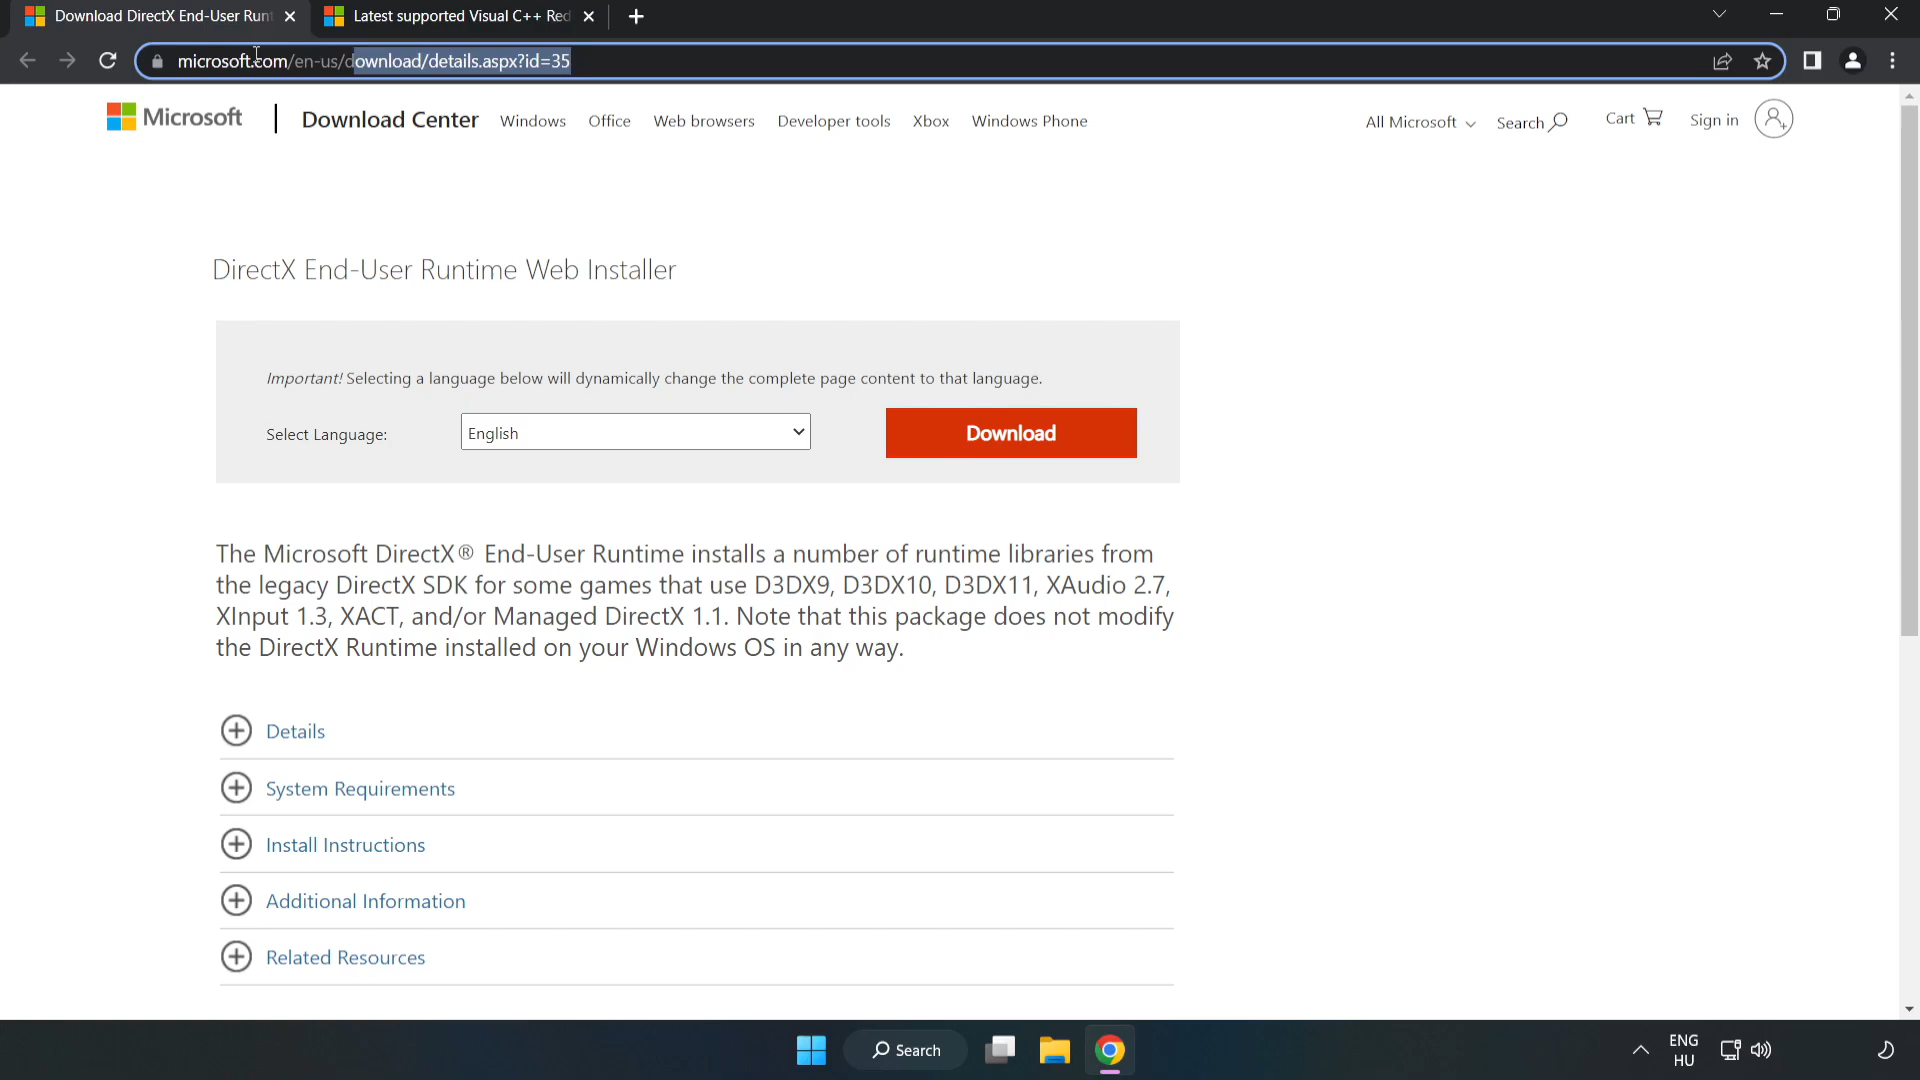 Download DirectX End-User Runt
Latest supported Visual C++ Red
microsoft.com/en-us/download/details.aspx?id=35
Microsoft
Download Center
Windows
Office
Web browsers
Developer tools
Xbox
Windows Phone
All Microsoft
Search
Cart
Sign in
DirectX End-User Runtime Web Installer
Important! Selecting a language below will dynamically change the complete page content to that language.
Select Language:
English
Download
The Microsoft DirectX® End-User Runtime installs a number of runtime libraries from
the legacy DirectX SDK for some games that use D3DX9, D3DX10, D3DX11, XAudio 2.7,
XInput 1.3, XACT, and/or Managed DirectX 1.1. Note that this package does not modify
the DirectX Runtime installed on your Windows OS in any way.
Details
System Requirements
Install Instructions
Additional Information
Related Resources
Search
ENG
HU